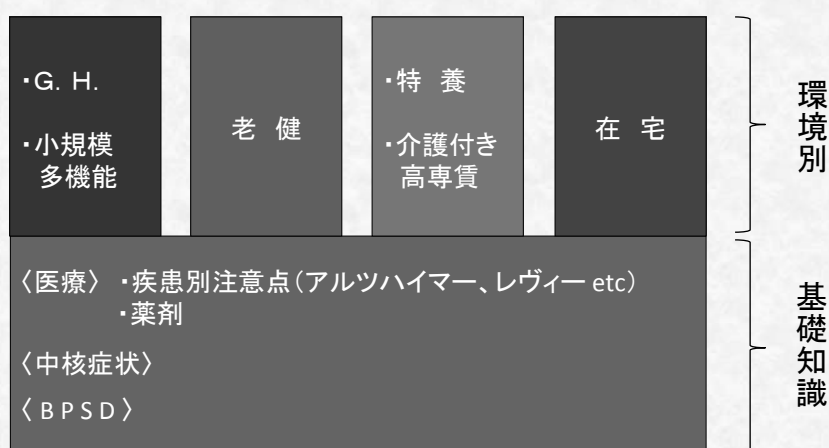 ・G. H.
・小規模
多機能
老 健
・特 養
・介護付き
高専賃
在 宅
環境別
〈医療〉 ・疾患別注意点(アルツハイマー、レヴィー etc)
・薬剤
〈中核症状〉
〈BPSD〉
基礎知識